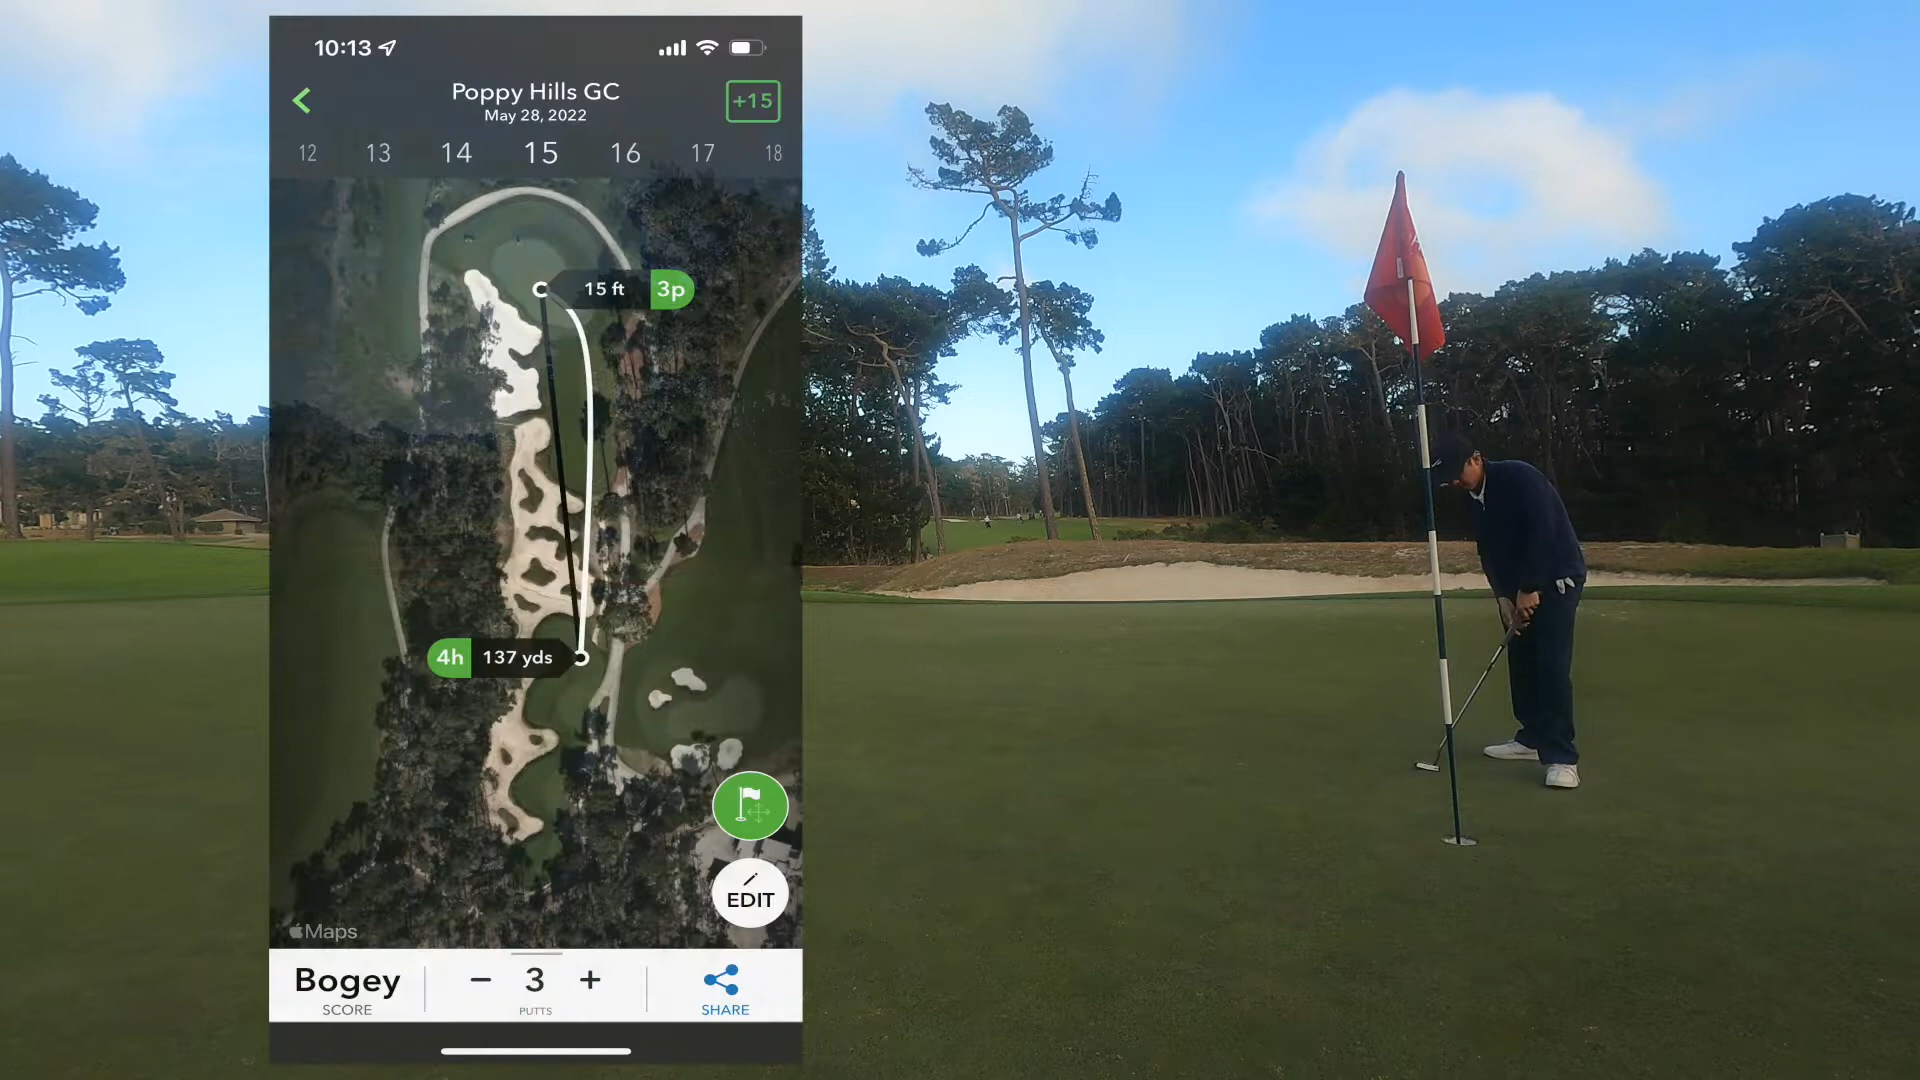 10:13
Poppy Hills GC
+15
May 28, 2022
12 13 14 15 16 17 18
15 ft 3p
4h 137 yds
EDIT
Maps
Bogey − 3 +
SCORE PUTTS SHARE